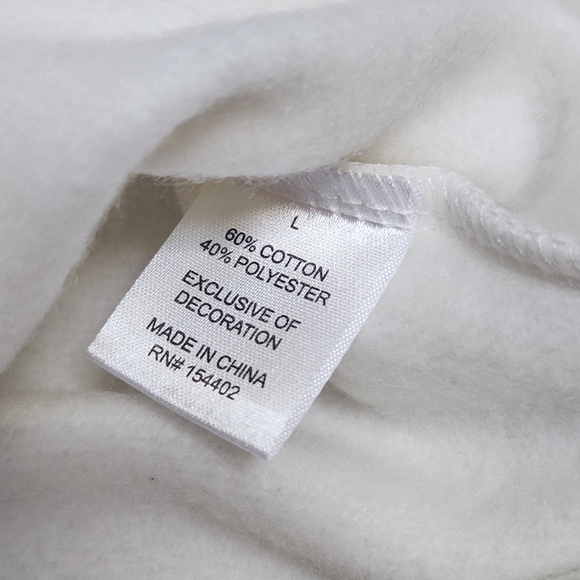 L
60% COTTON
40% POLYESTER
EXCLUSIVE OF
DECORATION
MADE IN CHINA
RN# 154402